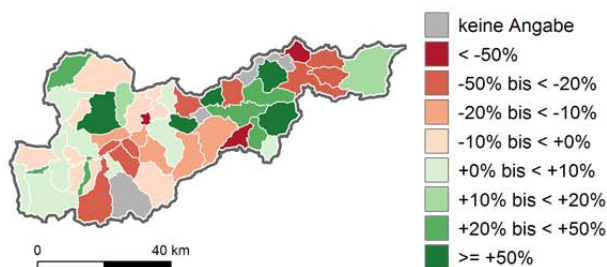 keine Angabe
< -50%
-50% bis < -20%
-20% bis < -10%
-10% bis < +0%
+0% bis < +10%
+10% bis < +20%
+20% bis < +50%
>= +50%
0 40 km